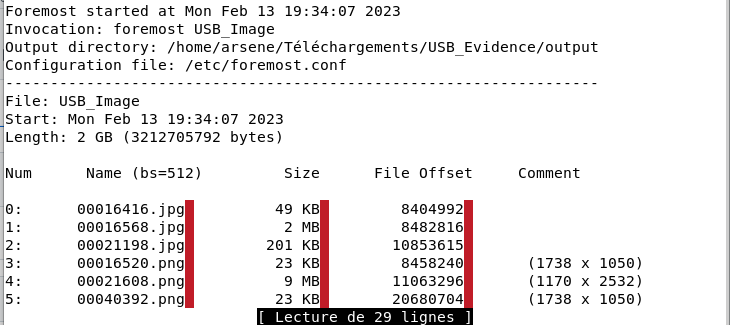 Foremost started at Mon Feb 13 19:34:07 2023
Invocation: foremost USB_Image
Output directory: /home/arsene/Téléchargements/USB_Evidence/output
Configuration file: /etc/foremost.conf
------------------------------------------------------------------
File: USB_Image
Start: Mon Feb 13 19:34:07 2023
Length: 2 GB (3212705792 bytes)
Num Name (bs=512) Size File Offset Comment
0: 00016416.jpg 49 KB 8404992
1: 00016568.jpg 2 MB 8482816
2: 00021198.jpg 201 KB 10853615
3: 00016520.png 23 KB 8458240 (1738 x 1050)
4: 00021608.png 9 MB 11063296 (1170 x 2532)
5: 00040392.png 23 KB 20680704 (1738 x 1050)
[ Lecture de 29 lignes ]